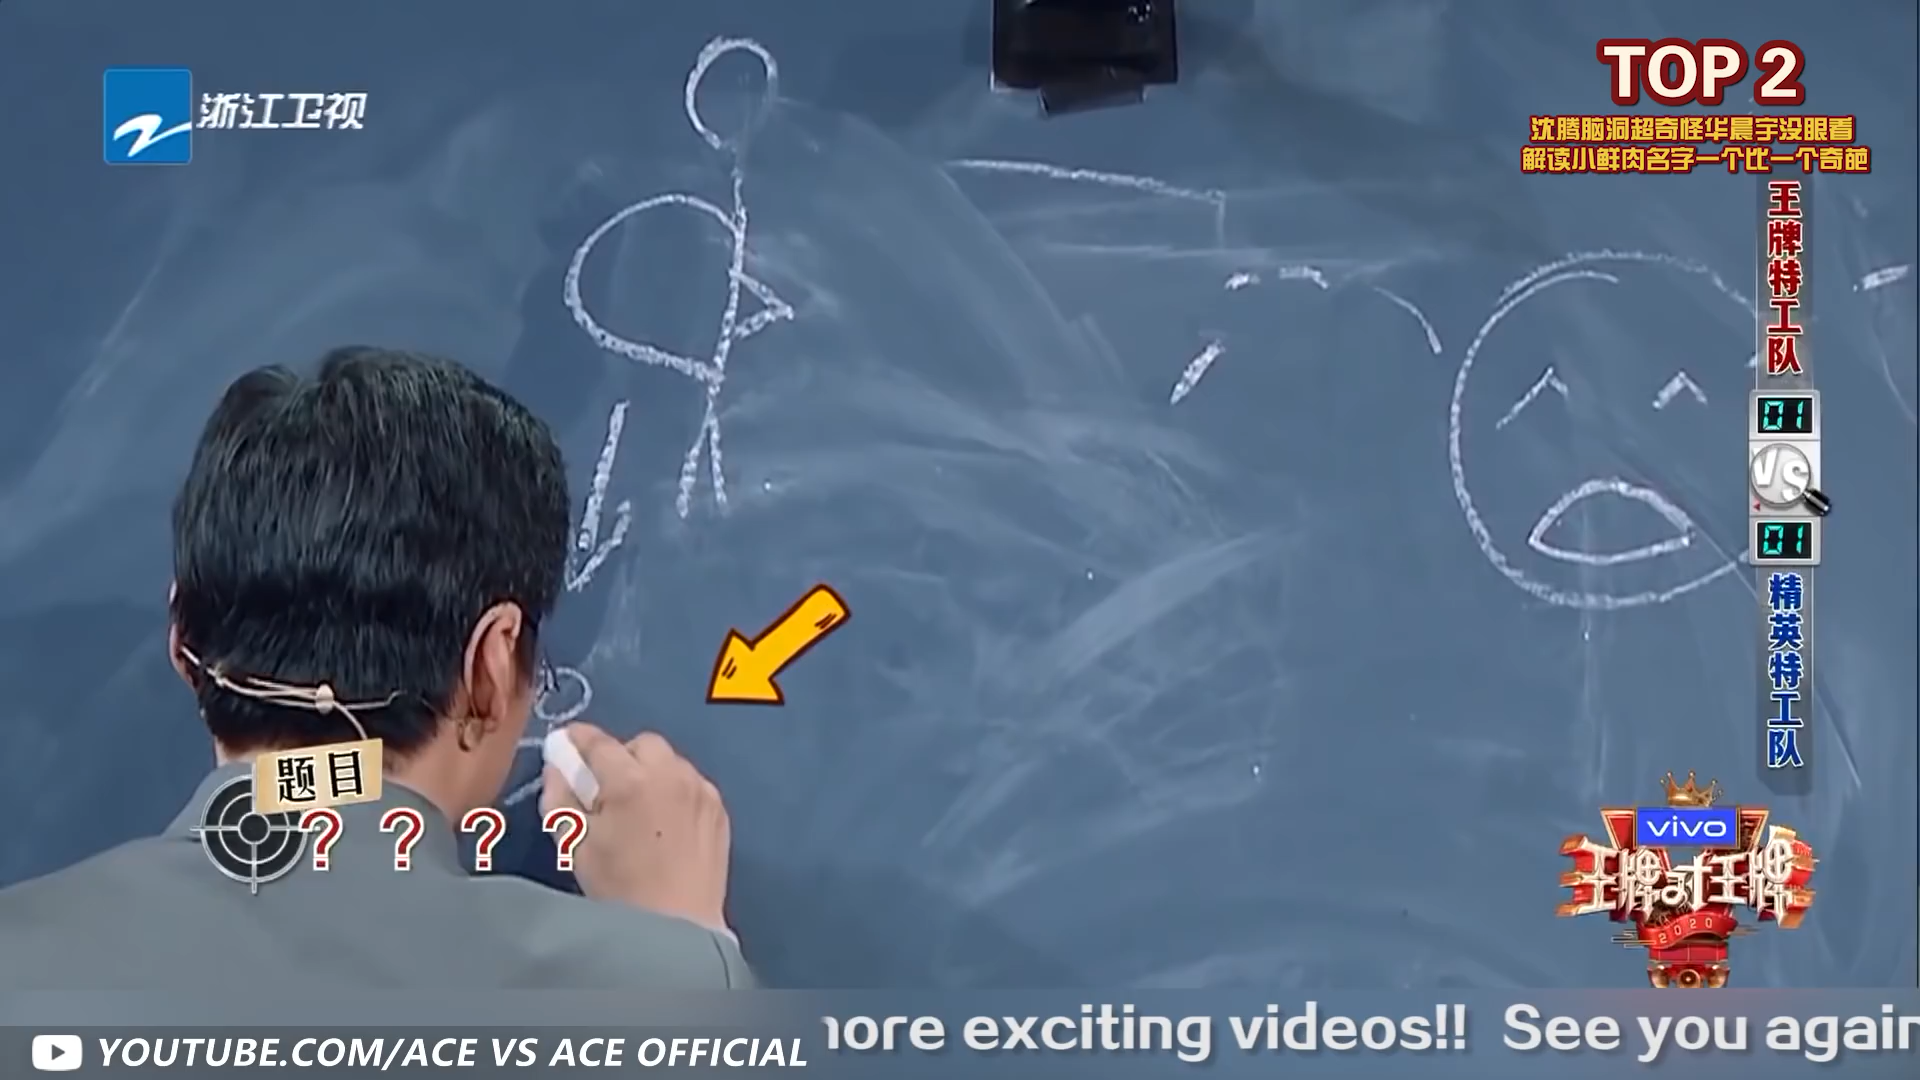 浙江卫视
TOP 2
沈腾脑洞超奇怪华晨宇没眼看
解读小鲜肉名字一个比一个奇葩
王牌特工队
01
VS
01
精英特工队
题目
？？？？
vivo
王牌对王牌
2020
more exciting videos!! See you again
YOUTUBE.COM/ACE VS ACE OFFICIAL